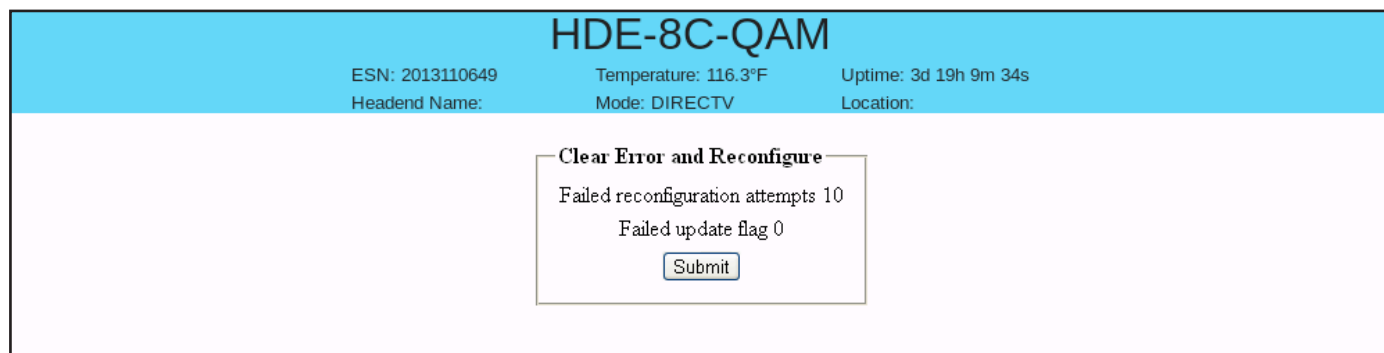 HDE-8C-QAM
ESN: 2013110649 Temperature: 116.3°F Uptime: 3d 19h 9m 34s
Headend Name: Mode: DIRECTV Location:
Clear Error and Reconfigure
Failed reconfiguration attempts 10
Failed update flag 0
Submit